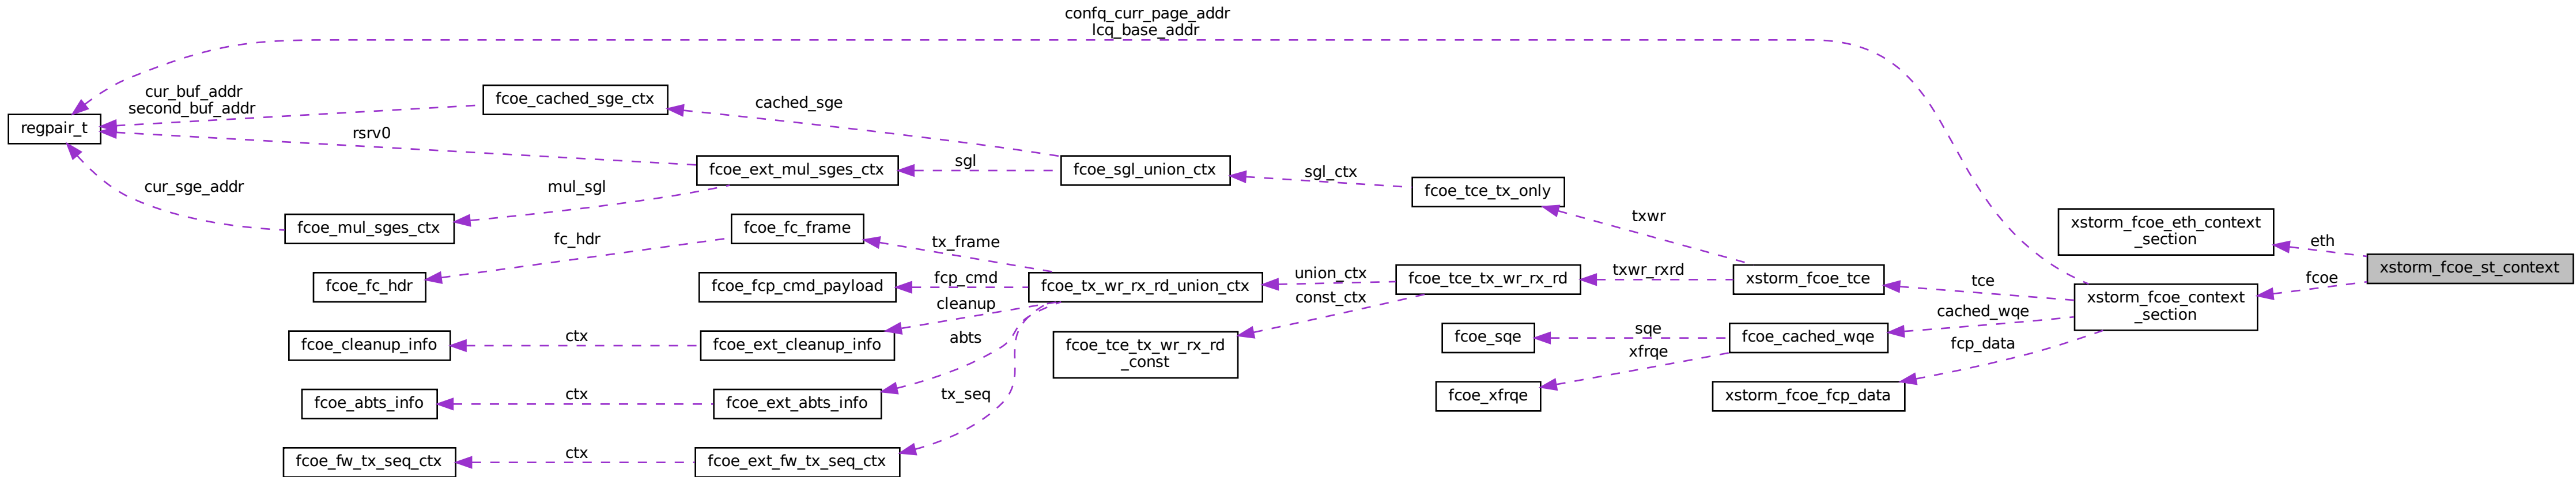 confq_curr_page_addr
lcq_base_addr
cur_buf_addr
second_buf_addr
fcoe_cached_sge_ctx
cached_sge
regpair_t
rsrv0
fcoe_ext_mul_sges_ctx
sgl
fcoe_sgl_union_ctx
sgl_ctx
fcoe_tce_tx_only
cur_sge_addr
mul_sgl
fcoe_mul_sges_ctx
fcoe_fc_frame
txwr
xstorm_fcoe_eth_context
_section
eth
fc_hdr
tx_frame
fcoe_fc_hdr
fcoe_fcp_cmd_payload
fcp_cmd
fcoe_tx_wr_rx_rd_union_ctx
union_ctx
fcoe_tce_tx_wr_rx_rd
txwr_rxrd
xstorm_fcoe_tce
tce
xstorm_fcoe_context
_section
fcoe
xstorm_fcoe_st_context
cleanup
const_ctx
cached_wqe
fcoe_cleanup_info
ctx
fcoe_ext_cleanup_info
abts
fcoe_tce_tx_wr_rx_rd
_const
fcoe_sqe
sqe
fcoe_cached_wqe
fcp_data
xfrqe
fcoe_abts_info
ctx
fcoe_ext_abts_info
tx_seq
fcoe_xfrqe
xstorm_fcoe_fcp_data
fcoe_fw_tx_seq_ctx
ctx
fcoe_ext_fw_tx_seq_ctx